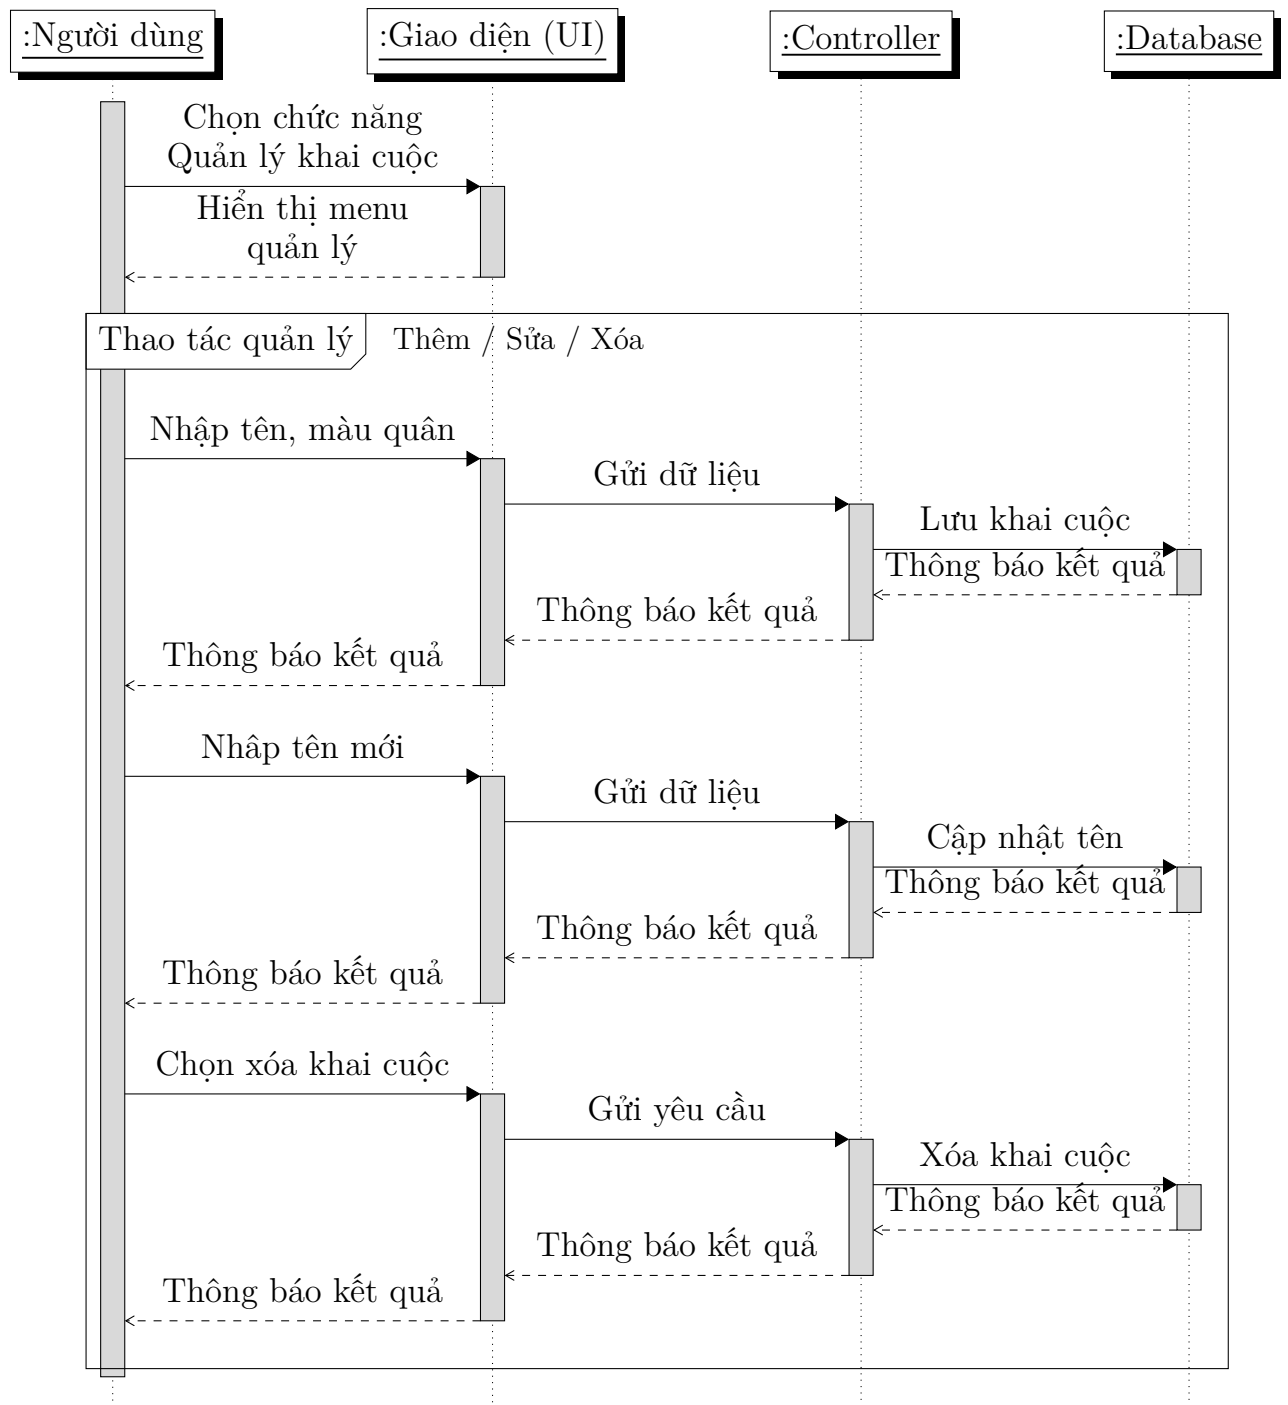 :Người dùng
:Giao diện (UI)
:Controller
:Database
Chọn chức năng
Quản lý khai cuộc
Hiển thị menu
quản lý
Thao tác quản lý
Thêm / Sửa / Xóa
Nhập tên, màu quân
Gửi dữ liệu
Lưu khai cuộc
Thông báo kết quả
Thông báo kết quả
Thông báo kết quả
Nhâp tên mới
Gửi dữ liệu
Cập nhật tên
Thông báo kết quả
Thông báo kết quả
Thông báo kết quả
Chọn xóa khai cuộc
Gửi yêu cầu
Xóa khai cuộc
Thông báo kết quả
Thông báo kết quả
Thông báo kết quả